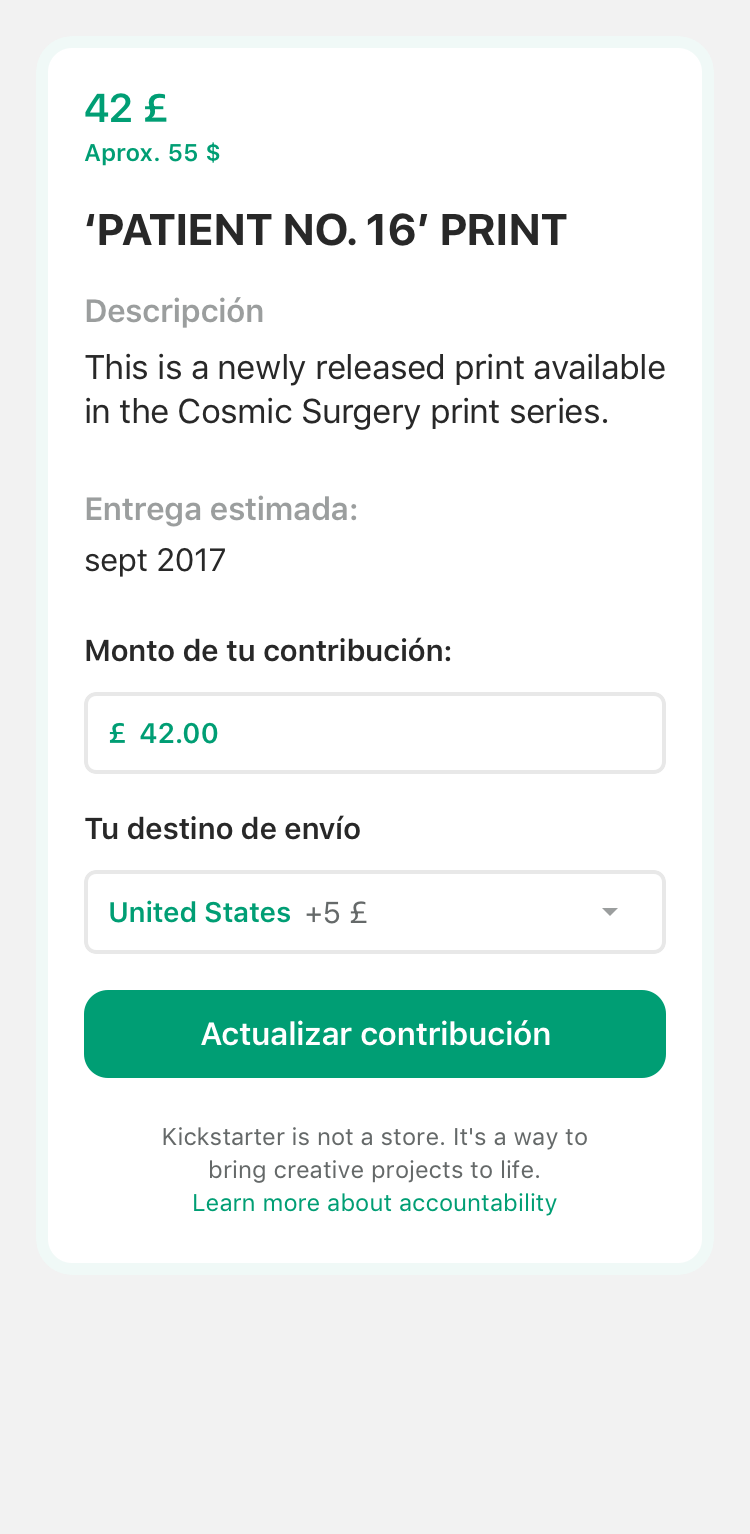 42 £
Aprox. 55 $
‘PATIENT NO. 16’ PRINT
Descripción
This is a newly released print available
in the Cosmic Surgery print series.
Entrega estimada:
sept 2017
Monto de tu contribución:
£ 42.00
Tu destino de envío
United States +5 £
Actualizar contribución
Kickstarter is not a store. It's a way to
bring creative projects to life.
Learn more about accountability